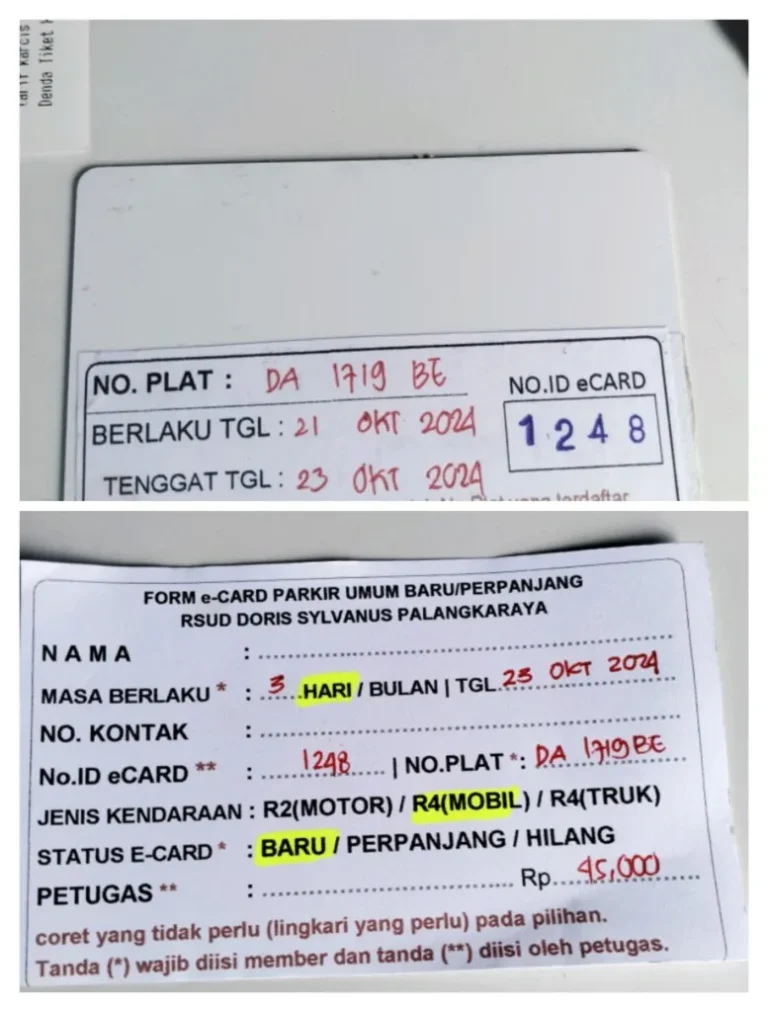 Tarif Karcis
Denda Tiket
NO. PLAT : DA 1719 BE
NO.ID eCARD
BERLAKU TGL : 21 OKT 2024
1248
TENGGAT TGL : 23 OKT 2024
terdaftar
FORM e-CARD PARKIR UMUM BARU/PERPANJANG
RSUD DORIS SYLVANUS PALANGKARAYA
NAMA : ........................
MASA BERLAKU * : ..... 3 ..HARI / BULAN | TGL. 23 OKT 2024
NO. KONTAK : ........................
No.ID eCARD ** : ........ 1248 ..... | NO.PLAT *: DA 1719 BE
JENIS KENDARAAN : R2(MOTOR) / R4(MOBIL) / R4(TRUK)
STATUS E-CARD * : BARU / PERPANJANG / HILANG
PETUGAS ** : ........................ Rp.... 45,000 .....
coret yang tidak perlu (lingkari yang perlu) pada pilihan.
Tanda (*) wajib diisi member dan tanda (**) diisi oleh petugas.